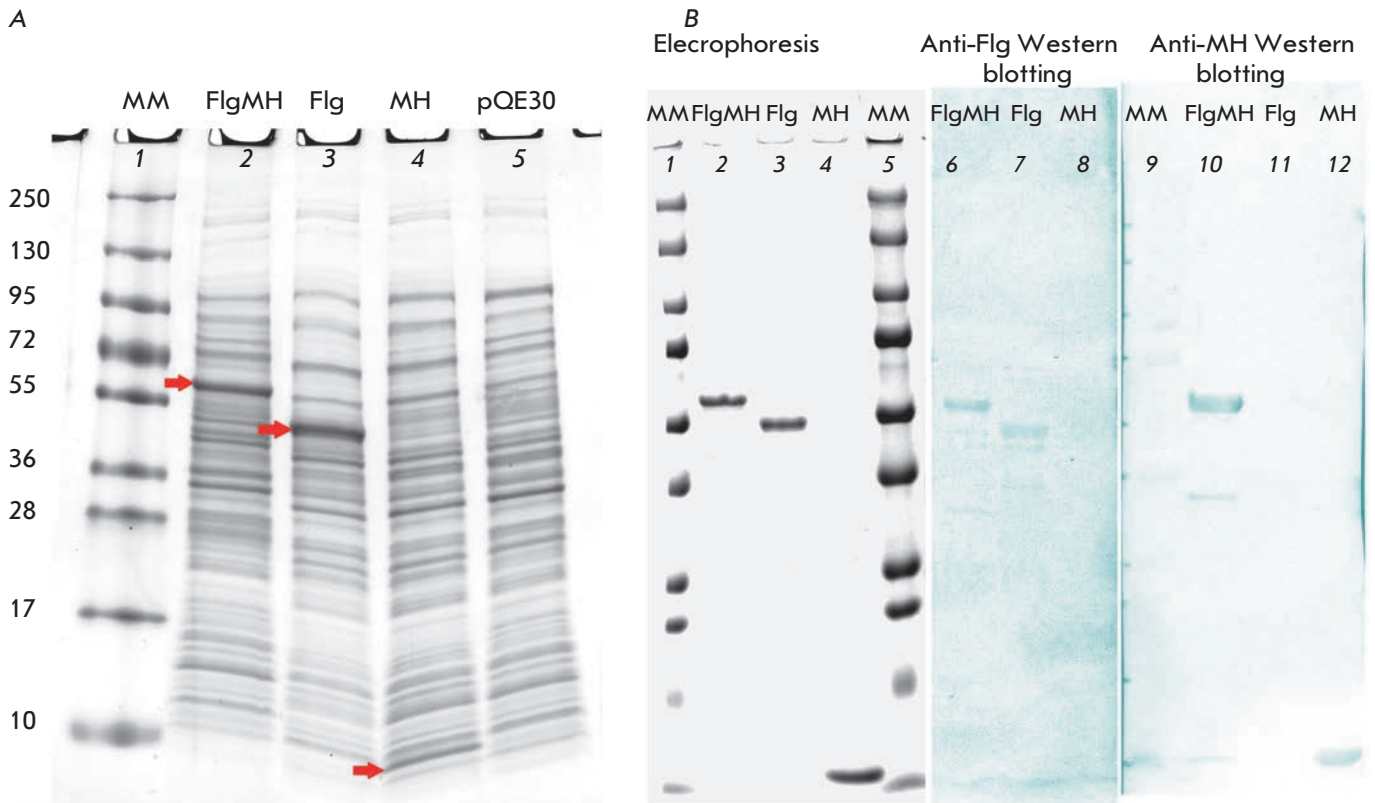 A
MM FlgMH Flg MH pQE30
1 2 3 4 5
250
130
95
72
55
36
28
17
10
B
Elecrophoresis
Anti-Flg Western
blotting
Anti-MH Western
blotting
MM FlgMH Flg MH MM FlgMH Flg MH MM FlgMH Flg MH
1 2 3 4 5 6 7 8 9 10 11 12